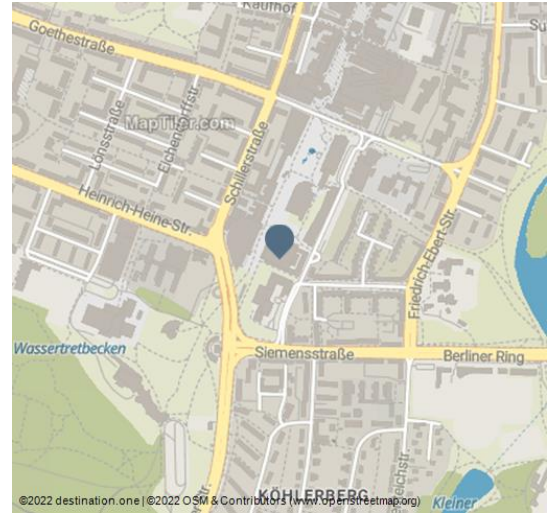 Kaufhof
Goethestraße
Lönsstraße
Eichendorffstr.
MapTiler.com
Schillerstraße
Heinrich-Heine-Str.
Friedrich-Ebert-Str.
Wassertretbecken
Siemensstraße
Berliner Ring
KÖHLERBERG
Kleiner
©2022 destination.one | ©2022 OSM & Contributors (www.openstreetmap.org)